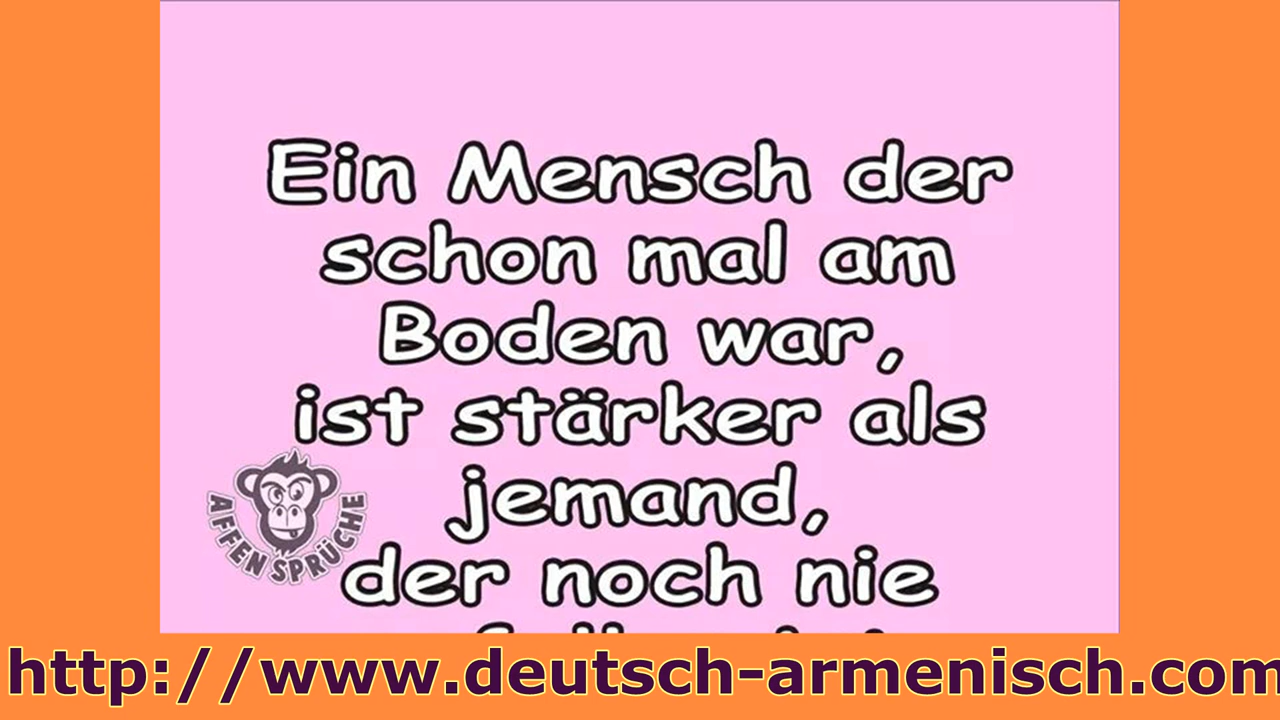 Ein Mensch der
schon mal am
Boden war,
ist stärker als
jemand,
der noch nie
AFFEN SPRÜCHE
http://www.deutsch-armenisch.com